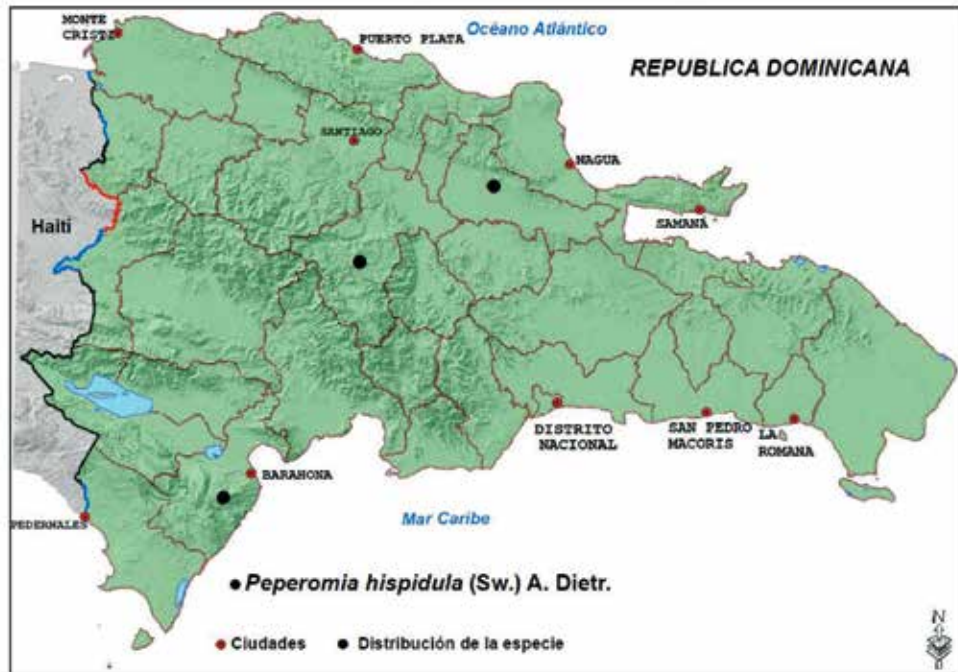 MONTE
CRISTI
PUERTO PLATA
Océano Atlántico
REPUBLICA DOMINICANA
SANTIAGO
NAGUA
SAMANÁ
Haití
DISTRITO
NACIONAL
SAN PEDRO
MACORIS
LA
ROMANA
BARAHONA
PEDERNALES
Mar Caribe
Peperomia hispidula (Sw.) A. Dietr.
Ciudades
Distribución de la especie
N